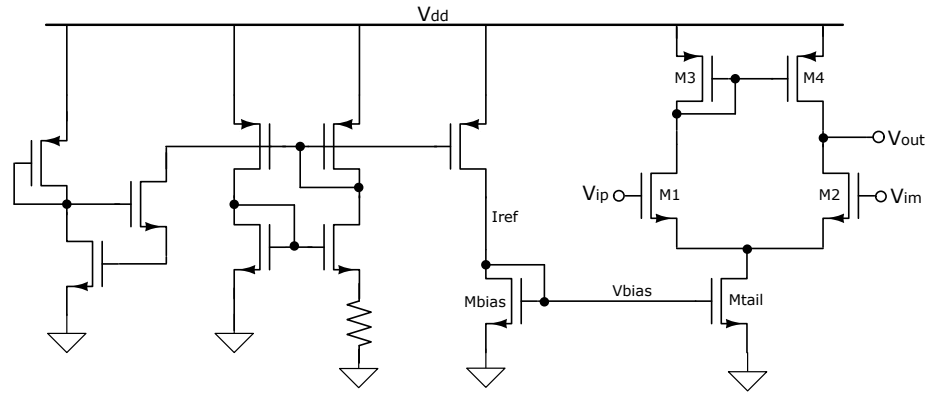 Vdd
M3
M4
Vout
Vip
M1
M2
Vim
Iref
Mbias
Vbias
Mtail